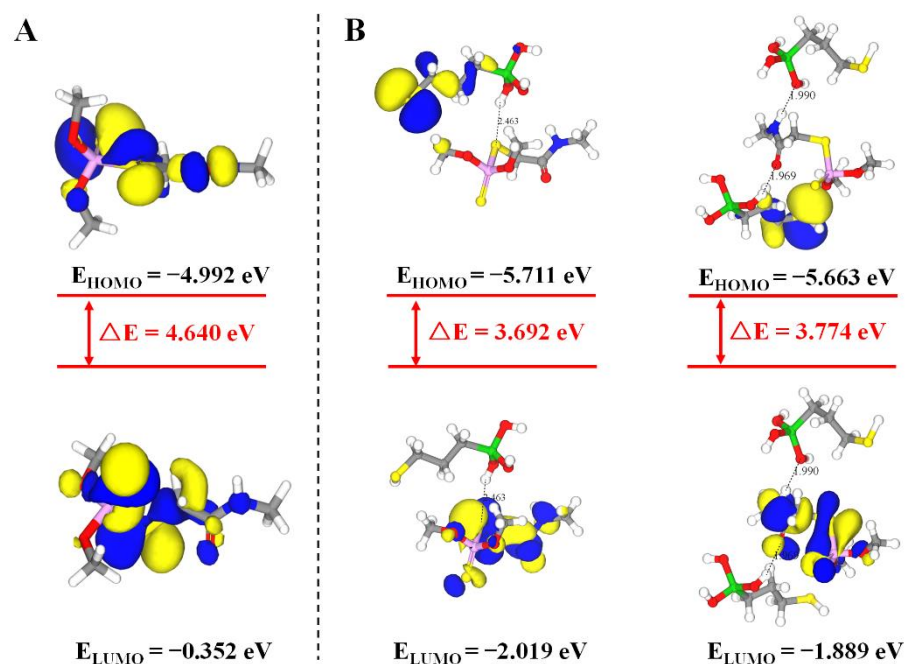 A
B
2.463
1.990
1.969
E_HOMO = −4.992 eV
E_HOMO = −5.711 eV
E_HOMO = −5.663 eV
△E = 4.640 eV
△E = 3.692 eV
△E = 3.774 eV
1.990
E_LUMO = −0.352 eV
E_LUMO = −2.019 eV
E_LUMO = −1.889 eV